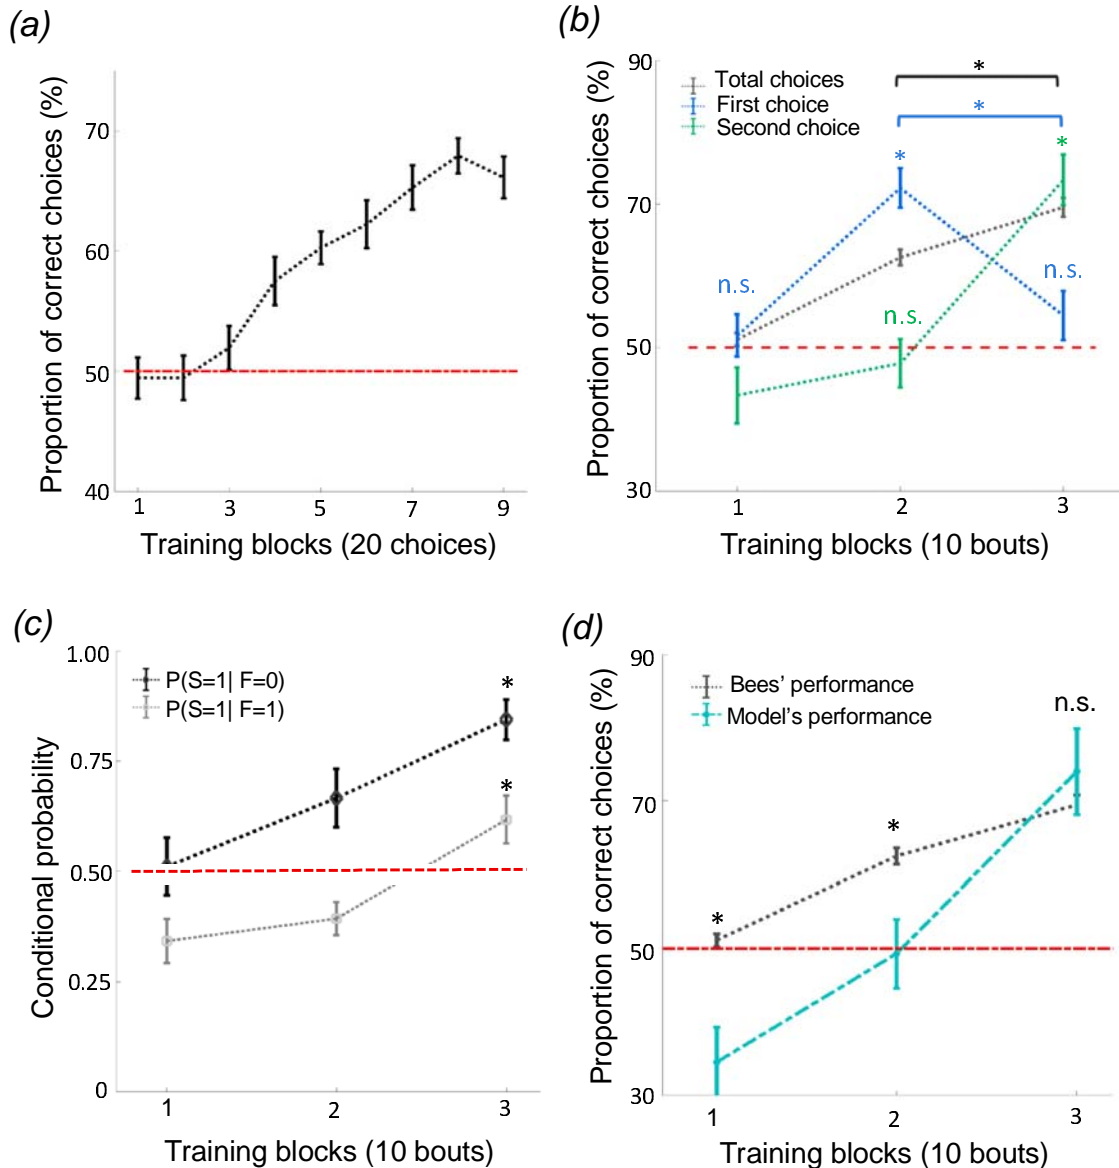 (a)
Proportion of correct choices (%)
70
60
50
40
1 3 5 7 9
Training blocks (20 choices)
(b)
Proportion of correct choices (%)
90
70
50
30
Total choices
First choice
Second choice
*
*
*
*
n.s.
n.s.
n.s.
1 2 3
Training blocks (10 bouts)
(c)
Conditional probability
1.00
0.75
0.50
0.25
0
P(S=1| F=0)
P(S=1| F=1)
*
*
1 2 3
Training blocks (10 bouts)
(d)
Proportion of correct choices (%)
90
70
50
30
Bees’ performance
Model’s performance
n.s.
*
*
1 2 3
Training blocks (10 bouts)